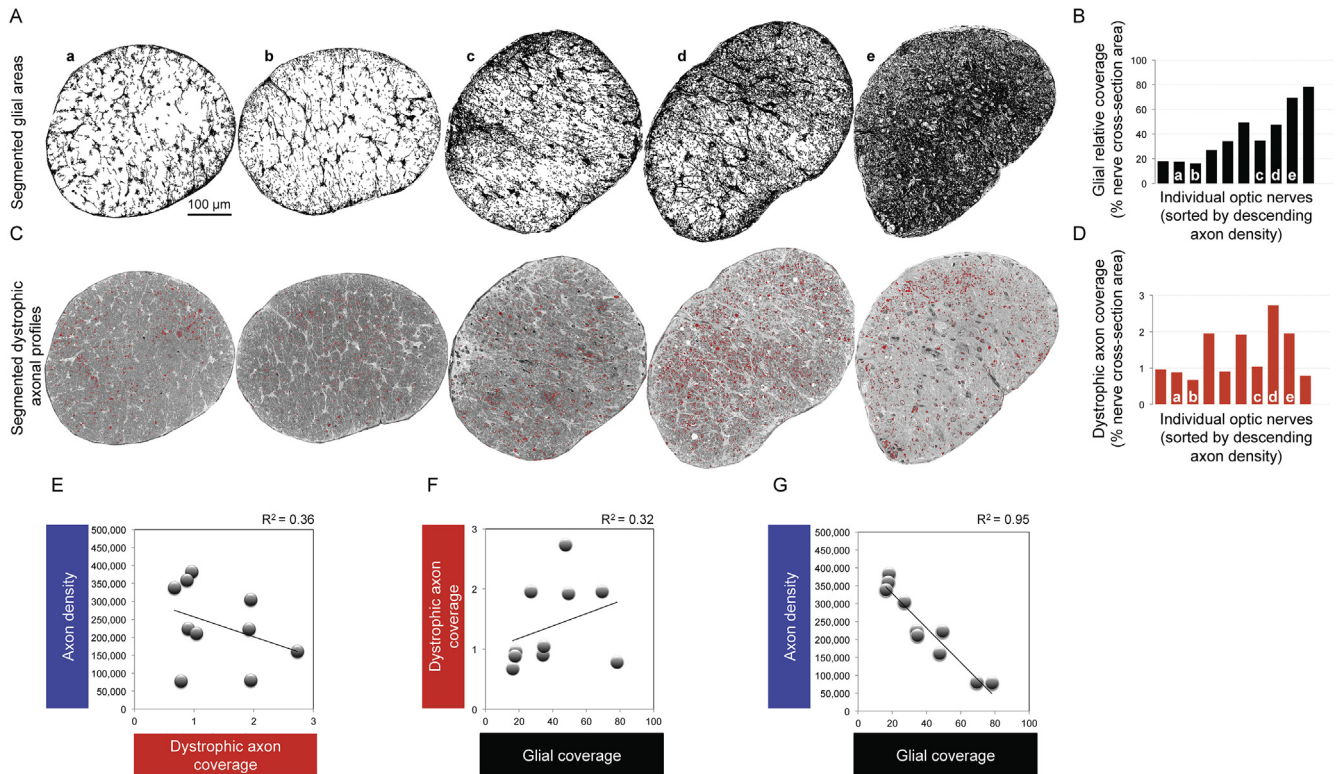 A
Segmented glial areas
a
b
c
d
e
100 µm
B
Glial relative coverage
(% nerve cross-section area)
100
80
60
40
20
0
a b c d e
Individual optic nerves
(sorted by descending
axon density)
C
Segmented dystrophic
axonal profiles
D
Dystrophic axon coverage
(% nerve cross-section area)
3
2
1
0
a b c d e
Individual optic nerves
(sorted by descending
axon density)
E
R² = 0.36
Axon density
500,000
450,000
400,000
350,000
300,000
250,000
200,000
150,000
100,000
50,000
0
0 1 2 3
Dystrophic axon
coverage
F
R² = 0.32
Dystrophic axon
coverage
3
2
1
0
0 20 40 60 80 100
Glial coverage
G
R² = 0.95
Axon density
500,000
450,000
400,000
350,000
300,000
250,000
200,000
150,000
100,000
50,000
0 20 40 60 80 100
Glial coverage